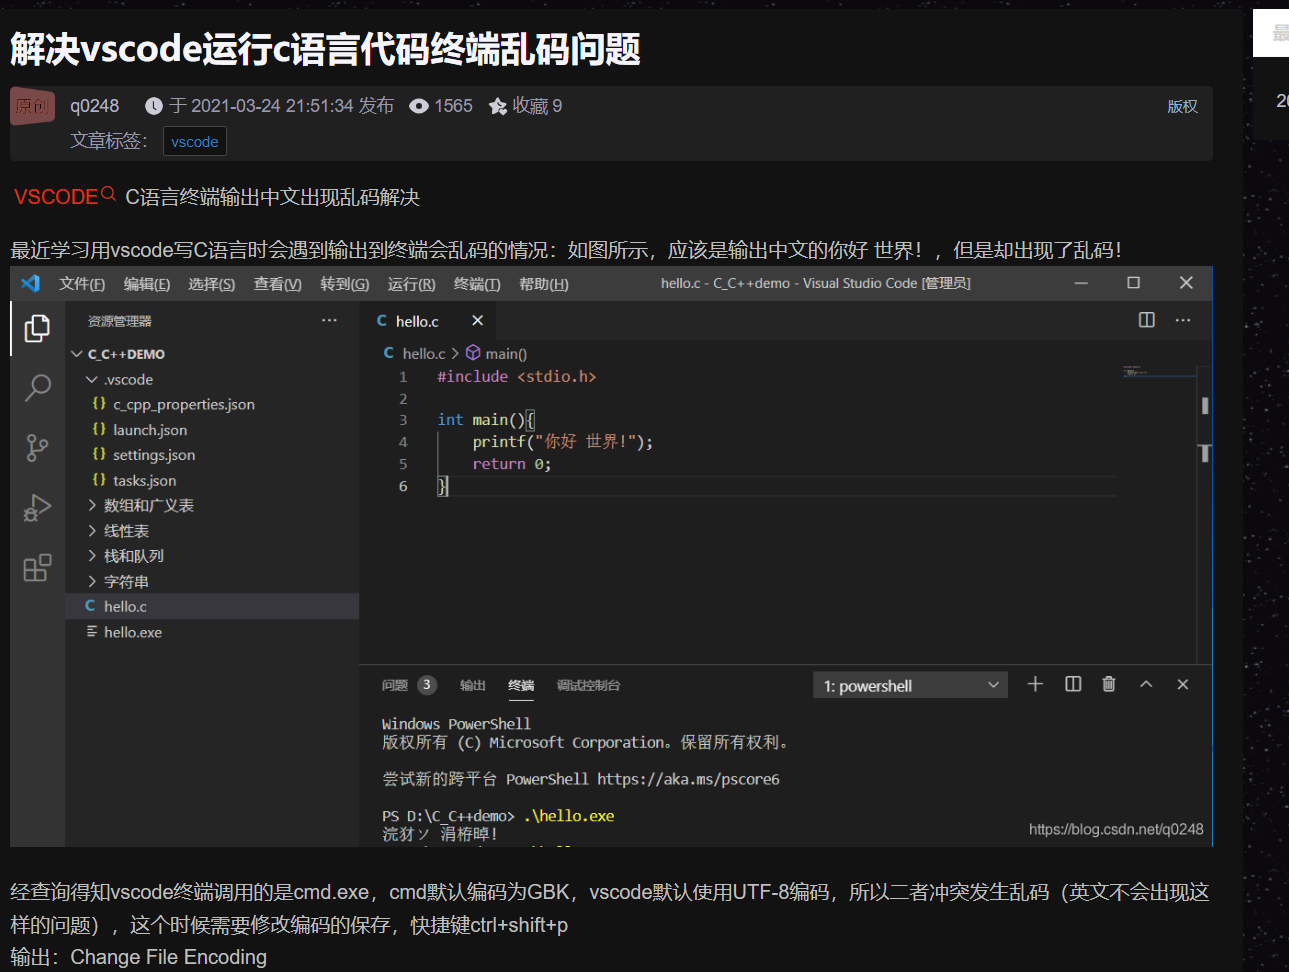 解决vscode运行c语言代码终端乱码问题
最
原创 q0248 于 2021-03-24 21:51:34 发布 1565 收藏 9 版权
20
文章标签： vscode
VSCODE C语言终端输出中文出现乱码解决
最近学习用vscode写C语言时会遇到输出到终端会乱码的情况：如图所示，应该是输出中文的你好 世界！，但是却出现了乱码！
文件(F) 编辑(E) 选择(S) 查看(V) 转到(G) 运行(R) 终端(T) 帮助(H) hello.c - C_C++demo - Visual Studio Code [管理员]
资源管理器 ···
C_C++DEMO
.vscode
{} c_cpp_properties.json
{} launch.json
{} settings.json
{} tasks.json
数组和广义表
线性表
栈和队列
字符串
C hello.c
hello.exe
C hello.c ···
C hello.c > main()
1 #include <stdio.h>
2
3 int main(){
4 printf("你好 世界!");
5 return 0;
6 }
问题 3 输出 终端 调试控制台 1: powershell
Windows PowerShell
版权所有 (C) Microsoft Corporation。保留所有权利。
尝试新的跨平台 PowerShell https://aka.ms/pscore6
PS D:\C_C++demo> .\hello.exe
浣犲ソ 涓栫晫!
https://blog.csdn.net/q0248
经查询得知vscode终端调用的是cmd.exe，cmd默认编码为GBK，vscode默认使用UTF-8编码，所以二者冲突发生乱码（英文不会出现这
样的问题），这个时候需要修改编码的保存，快捷键ctrl+shift+p
输出：Change File Encoding